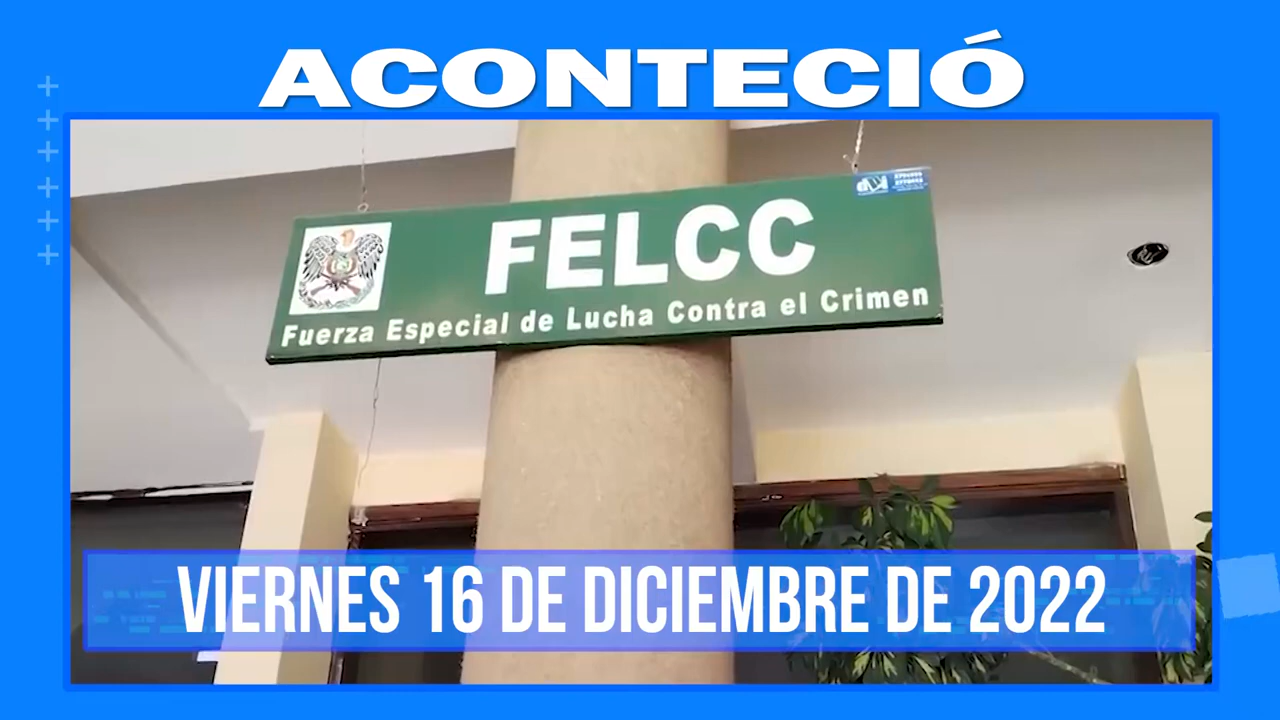 ACONTECIÓ
FELCC
Fuerza Especial de Lucha Contra el Crimen
VIERNES 16 DE DICIEMBRE DE 2022